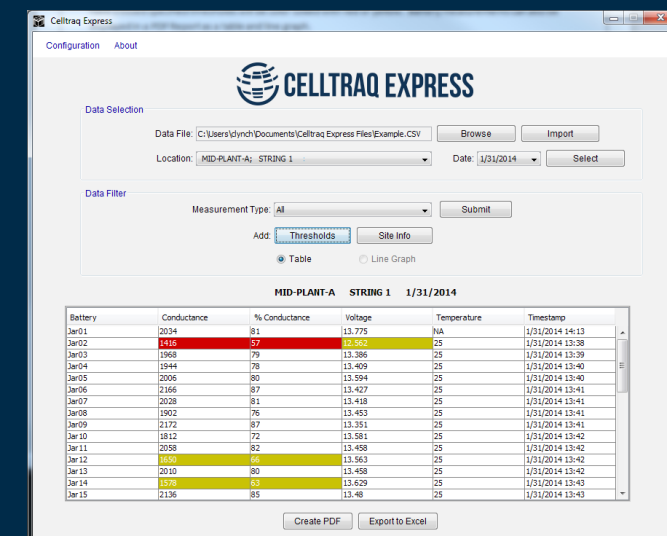 Celltraq Express
Configuration About
CELLTRAQ EXPRESS
Data Selection
Data File: C:\Users\clynch\Documents\Celltraq Express Files\Example.CSV Browse Import
Location: MID-PLANT-A; STRING 1 Date: 1/31/2014 Select
Data Filter
Measurement Type: All Submit
Add: Thresholds Site Info
Table Line Graph
MID-PLANT-A STRING 1 1/31/2014
Battery Conductance % Conductance Voltage Temperature Timestamp
Jar01 2034 81 13.775 NA 1/31/2014 14:13
Jar02 1416 57 12.562 25 1/31/2014 13:38
Jar03 1968 79 13.386 25 1/31/2014 13:39
Jar04 1944 78 13.409 25 1/31/2014 13:40
Jar05 2006 80 13.594 25 1/31/2014 13:40
Jar06 2166 87 13.427 25 1/31/2014 13:41
Jar07 2028 81 13.418 25 1/31/2014 13:41
Jar08 1902 76 13.453 25 1/31/2014 13:41
Jar09 2172 87 13.351 25 1/31/2014 13:41
Jar10 1812 72 13.581 25 1/31/2014 13:42
Jar11 2058 82 13.458 25 1/31/2014 13:42
Jar12 1650 66 13.563 25 1/31/2014 13:42
Jar13 2010 80 13.458 25 1/31/2014 13:42
Jar14 1578 63 13.629 25 1/31/2014 13:43
Jar15 2136 85 13.48 25 1/31/2014 13:43
Create PDF Export to Excel